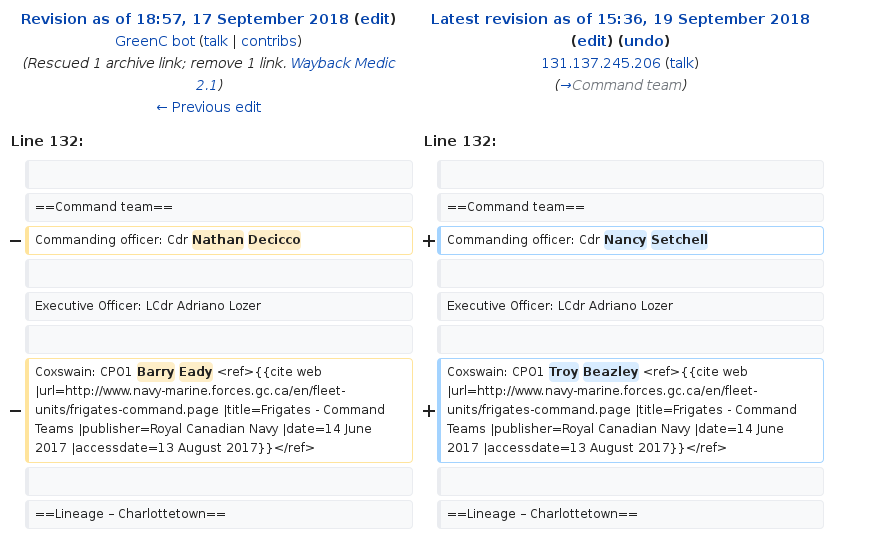 Revision as of 18:57, 17 September 2018 (edit)
GreenC bot (talk | contribs)
(Rescued 1 archive link; remove 1 link. Wayback Medic
2.1)
← Previous edit
Latest revision as of 15:36, 19 September 2018
(edit) (undo)
131.137.245.206 (talk)
(→Command team)
Line 132:
Line 132:
==Command team==
==Command team==
− Commanding officer: Cdr Nathan Decicco
+ Commanding officer: Cdr Nancy Setchell
Executive Officer: LCdr Adriano Lozer
Executive Officer: LCdr Adriano Lozer
Coxswain: CPO1 Barry Eady <ref>{{cite web
|url=http://www.navy-marine.forces.gc.ca/en/fleet-
− units/frigates-command.page |title=Frigates - Command
Teams |publisher=Royal Canadian Navy |date=14 June
2017 |accessdate=13 August 2017}}</ref>
Coxswain: CPO1 Troy Beazley <ref>{{cite web
|url=http://www.navy-marine.forces.gc.ca/en/fleet-
+ units/frigates-command.page |title=Frigates - Command
Teams |publisher=Royal Canadian Navy |date=14 June
2017 |accessdate=13 August 2017}}</ref>
==Lineage – Charlottetown==
==Lineage – Charlottetown==